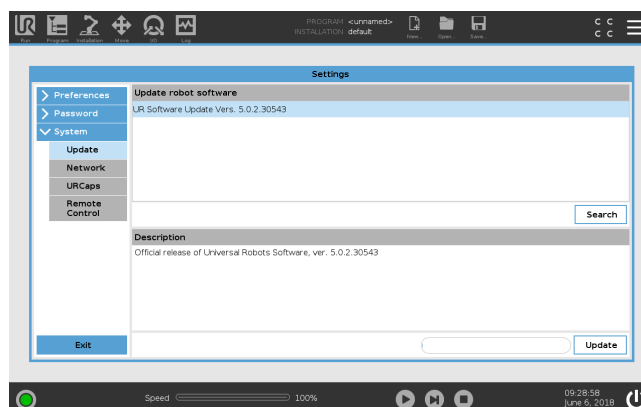 UR
PROGRAM <unnamed>
INSTALLATION default
Run Program Installation Move I/O Log New... Open... Save...
C C
C C
Settings
Preferences
Password
System
Update
Network
URCaps
Remote
Control
Exit
Update robot software
UR Software Update Vers. 5.0.2.30543
Search
Description
Official release of Universal Robots Software, ver. 5.0.2.30543
Update
Speed 100%
09:28:58
June 6, 2018